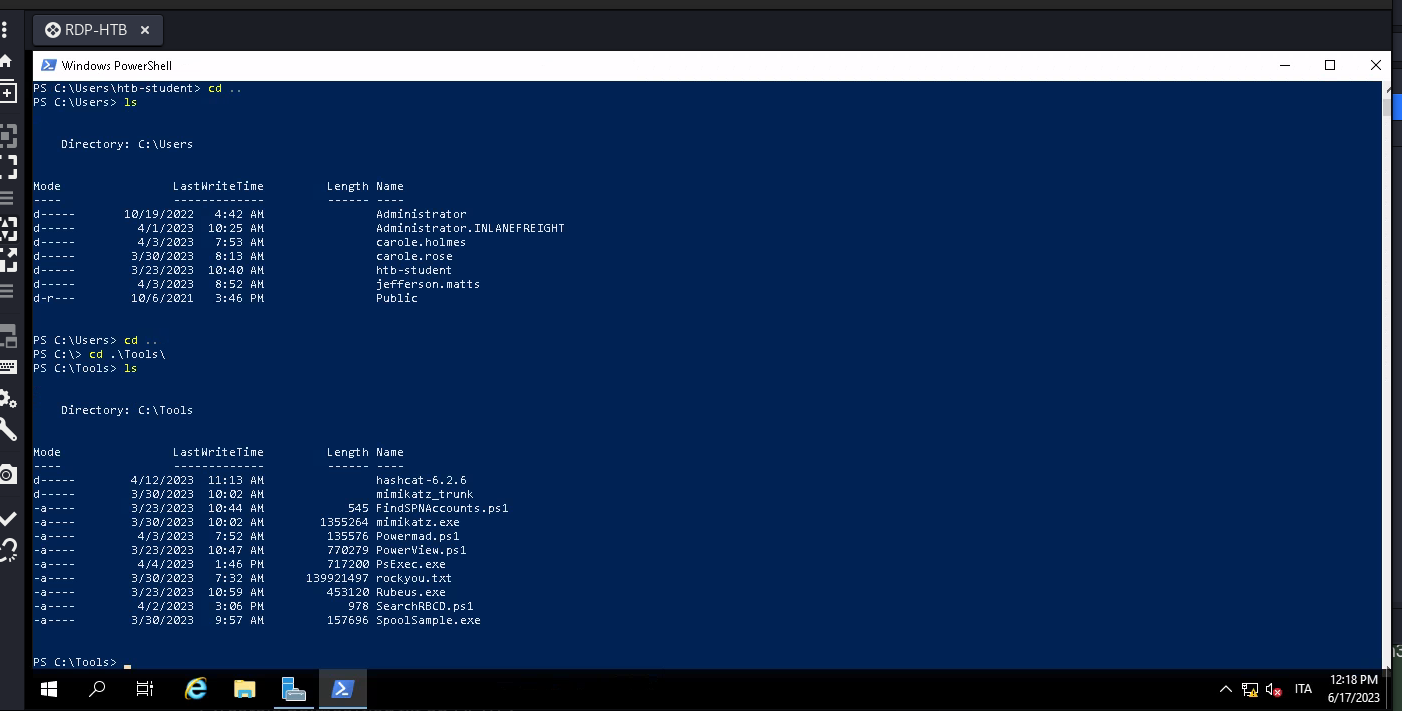 RDP-HTB
Windows PowerShell
PS C:\Users\htb-student> cd ..
PS C:\Users> ls
Directory: C:\Users
Mode LastWriteTime Length Name
---- ------------- ------ ----
d----- 10/19/2022 4:42 AM Administrator
d----- 4/1/2023 10:25 AM Administrator.INLANEFREIGHT
d----- 4/3/2023 7:53 AM carole.holmes
d----- 3/30/2023 8:13 AM carole.rose
d----- 3/23/2023 10:40 AM htb-student
d----- 4/3/2023 8:52 AM jefferson.matts
d-r--- 10/6/2021 3:46 PM Public
PS C:\Users> cd ..
PS C:\> cd .\Tools\
PS C:\Tools> ls
Directory: C:\Tools
Mode LastWriteTime Length Name
---- ------------- ------ ----
d----- 4/12/2023 11:13 AM hashcat-6.2.6
d----- 3/30/2023 10:02 AM mimikatz_trunk
-a---- 3/23/2023 10:44 AM 545 FindSPNAccounts.ps1
-a---- 3/30/2023 10:02 AM 1355264 mimikatz.exe
-a---- 4/3/2023 7:52 AM 135576 Powermad.ps1
-a---- 3/23/2023 10:47 AM 770279 PowerView.ps1
-a---- 4/4/2023 1:46 PM 717200 PsExec.exe
-a---- 3/30/2023 7:32 AM 139921497 rockyou.txt
-a---- 3/23/2023 10:59 AM 453120 Rubeus.exe
-a---- 4/2/2023 3:06 PM 978 SearchRBCD.ps1
-a---- 3/30/2023 9:57 AM 157696 SpoolSample.exe
PS C:\Tools>
ITA
12:18 PM
6/17/2023